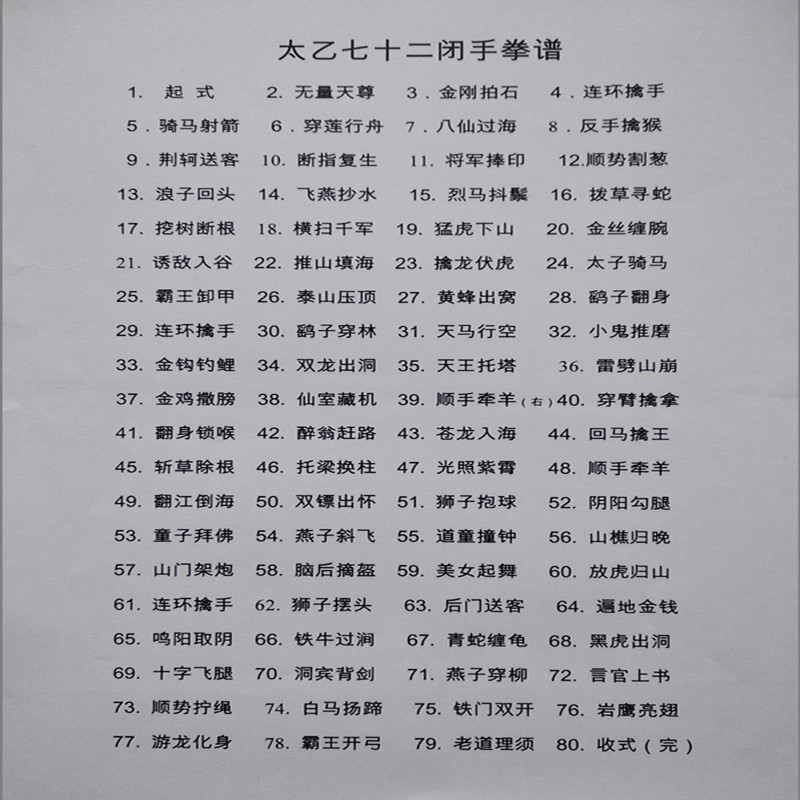 太乙七十二闭手拳谱
1. 起 式 2. 无量天尊 3. 金刚拍石 4. 连环擒手
5. 骑马射箭 6. 穿莲行舟 7. 八仙过海 8. 反手擒猴
9. 荆轲送客 10. 断指复生 11. 将军捧印 12. 顺势割葱
13. 浪子回头 14. 飞燕抄水 15. 烈马抖鬃 16. 拨草寻蛇
17. 挖树断根 18. 横扫千军 19. 猛虎下山 20. 金丝缠腕
21. 诱敌入谷 22. 推山填海 23. 擒龙伏虎 24. 太子骑马
25. 霸王卸甲 26. 泰山压顶 27. 黄蜂出窝 28. 鹞子翻身
29. 连环擒手 30. 鹞子穿林 31. 天马行空 32. 小鬼推磨
33. 金钩钓鲤 34. 双龙出洞 35. 天王托塔 36. 雷劈山崩
37. 金鸡撒膀 38. 仙室藏机 39. 顺手牵羊（右）40. 穿臂擒拿
41. 翻身锁喉 42. 醉翁赶路 43. 苍龙入海 44. 回马擒王
45. 斩草除根 46. 托梁换柱 47. 光照紫霄 48. 顺手牵羊
49. 翻江倒海 50. 双镖出怀 51. 狮子抱球 52. 阴阳勾腿
53. 童子拜佛 54. 燕子斜飞 55. 道童撞钟 56. 山樵归晚
57. 山门架炮 58. 脑后摘盔 59. 美女起舞 60. 放虎归山
61. 连环擒手 62. 狮子摆头 63. 后门送客 64. 遍地金钱
65. 鸣阳取阴 66. 铁牛过涧 67. 青蛇缠龟 68. 黑虎出洞
69. 十字飞腿 70. 洞宾背剑 71. 燕子穿柳 72. 言官上书
73. 顺势拧绳 74. 白马扬蹄 75. 铁门双开 76. 岩鹰亮翅
77. 游龙化身 78. 霸王开弓 79. 老道理须 80. 收式（完）